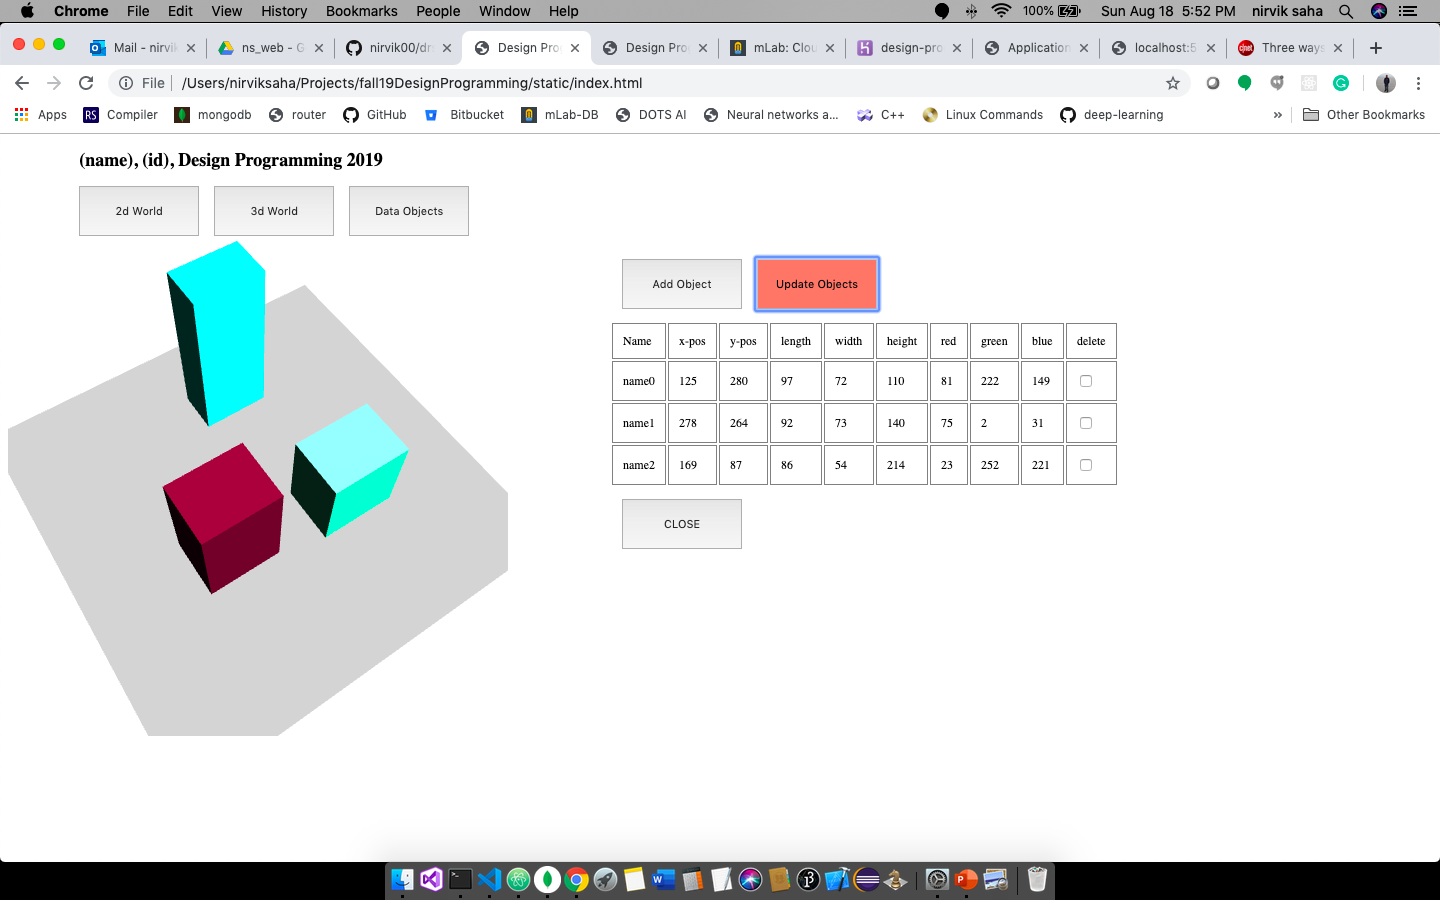 Chrome File Edit View History Bookmarks People Window Help 100% Sun Aug 18 5:52 PM nirvik saha
Mail - nirvik ns_web - G nirvik00/dr Design Pro Design Pro mLab: Clou design-pro Application localhost:5 Three ways
File /Users/nirviksaha/Projects/fall19DesignProgramming/static/index.html
Apps RS Compiler mongodb router GitHub Bitbucket mLab-DB DOTS AI Neural networks a... C++ Linux Commands deep-learning » Other Bookmarks
(name), (id), Design Programming 2019
2d World 3d World Data Objects
Add Object Update Objects
Name x-pos y-pos length width height red green blue delete
name0 125 280 97 72 110 81 222 149
name1 278 264 92 73 140 75 2 31
name2 169 87 86 54 214 23 252 221
CLOSE